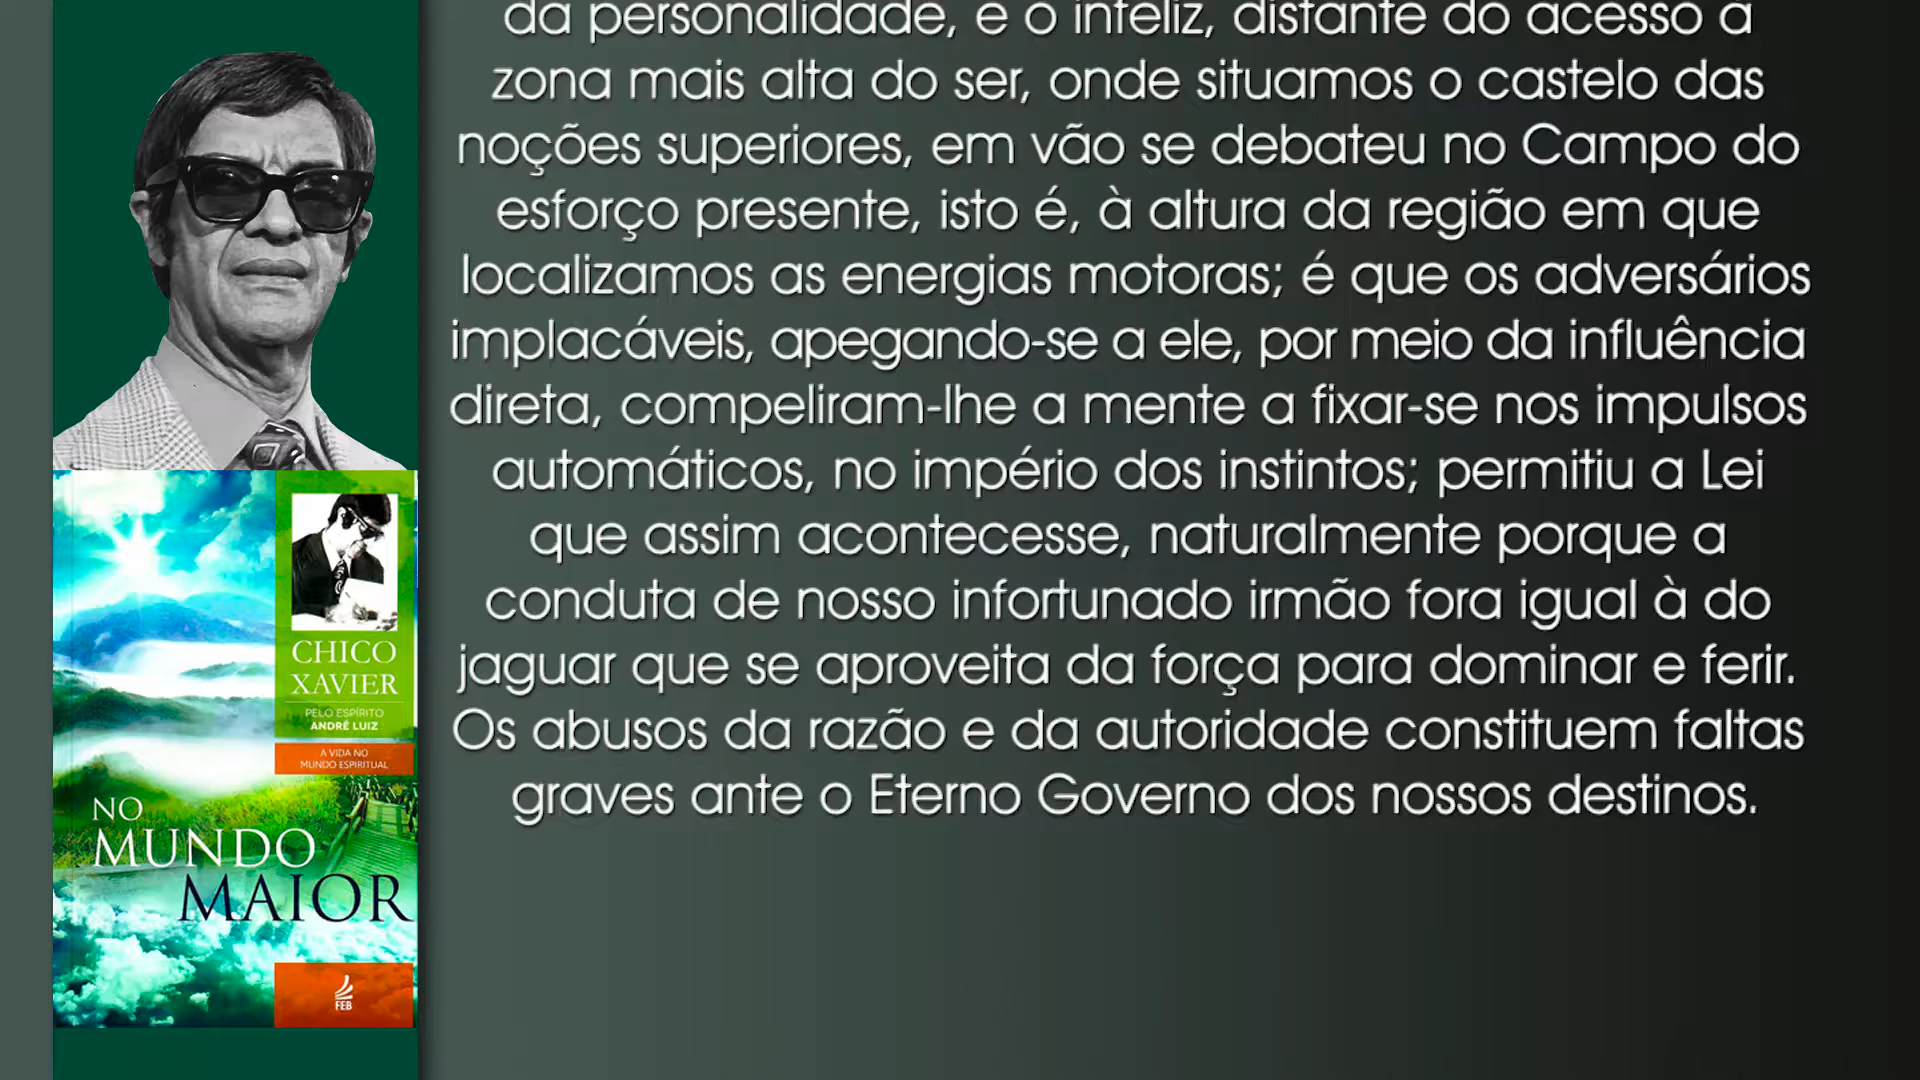 da personalidade, e o infeliz, distante do acesso à
zona mais alta do ser, onde situamos o castelo das
noções superiores, em vão se debateu no Campo do
esforço presente, isto é, à altura da região em que
localizamos as energias motoras; é que os adversários
implacáveis, apegando-se a ele, por meio da influência
direta, compeliram-lhe a mente a fixar-se nos impulsos
automáticos, no império dos instintos; permitiu a Lei
que assim acontecesse, naturalmente porque a
conduta de nosso infortunado irmão fora igual à do
jaguar que se aproveita da força para dominar e ferir.
Os abusos da razão e da autoridade constituem faltas
graves ante o Eterno Governo dos nossos destinos.
CHICO
XAVIER
PELO ESPÍRITO
ANDRÉ LUIZ
A VIDA NO
MUNDO ESPIRITUAL
NO
MUNDO
MAIOR
FEB